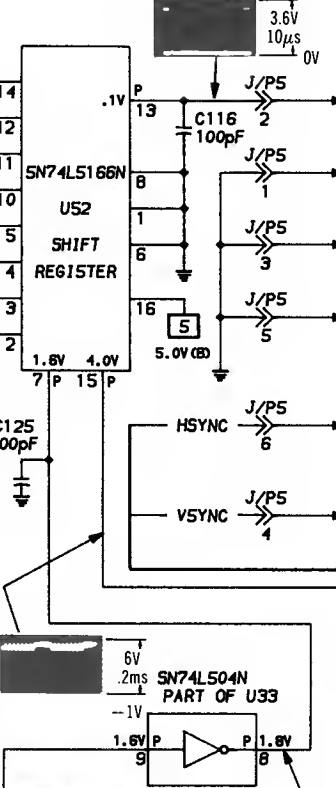 3.6V
10µs
0V
14
.1V
P
13
J/P5
2
C116
100pF
12
11
SN74LS166N
8
J/P5
1
10
U52
1
5
SHIFT
6
J/P5
3
4
REGISTER
3
16
5
5.0V(B)
J/P5
5
2
1.6V
4.0V
7
P
15
P
C125
00pF
HSYNC
J/P5
6
VSYNC
J/P5
4
6V
.2ms
-1V
SN74LS04N
PART OF U33
1.6V
P
9
P
1.8V
8